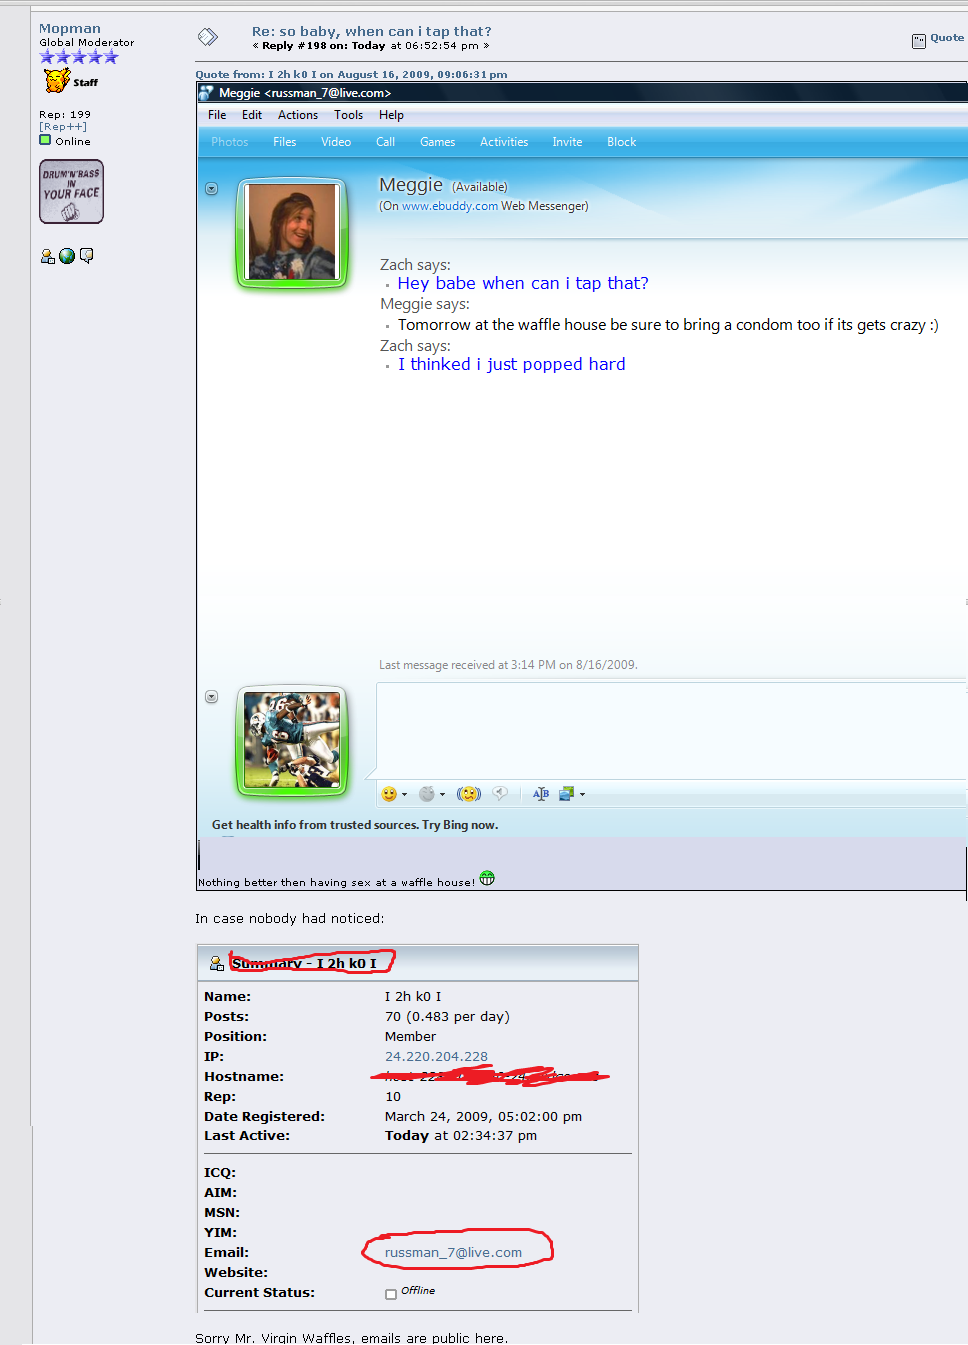 Mopman
Global Moderator
Staff
Rep: 199
[Rep++]
Online
DRUM'N'BASS
IN
YOUR FACE
Re: so baby, when can i tap that?
« Reply #198 on: Today at 06:52:54 pm »
Quote
Quote from: I 2h k0 I on August 16, 2009, 09:06:31 pm
Meggie <russman_7@live.com>
File Edit Actions Tools Help
Photos Files Video Call Games Activities Invite Block
Meggie (Available)
(On www.ebuddy.com Web Messenger)
Zach says:
Hey babe when can i tap that?
Meggie says:
Tomorrow at the waffle house be sure to bring a condom too if its gets crazy :)
Zach says:
I thinked i just popped hard
Last message received at 3:14 PM on 8/16/2009.
Get health info from trusted sources. Try Bing now.
Nothing better then having sex at a waffle house!
In case nobody had noticed:
Summary - I 2h k0 I
Name: I 2h k0 I
Posts: 70 (0.483 per day)
Position: Member
IP: 24.220.204.228
Hostname:
Rep: 10
Date Registered: March 24, 2009, 05:02:00 pm
Last Active: Today at 02:34:37 pm
ICQ:
AIM:
MSN:
YIM:
Email: russman_7@live.com
Website:
Current Status: Offline
Sorry Mr. Virgin Waffles, emails are public here.